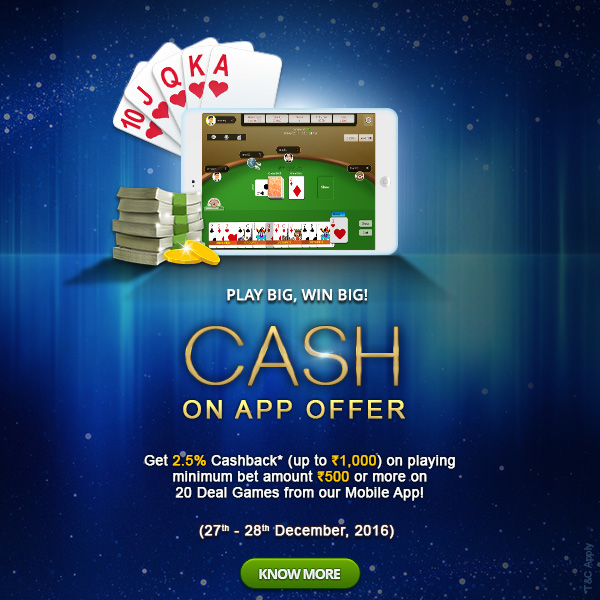 10 J Q K A
PLAY BIG, WIN BIG!
CASH
ON APP OFFER
Get 2.5% Cashback* (up to ₹1,000) on playing
minimum bet amount ₹500 or more on
20 Deal Games from our Mobile App!
(27th - 28th December, 2016)
KNOW MORE
*T&C Apply